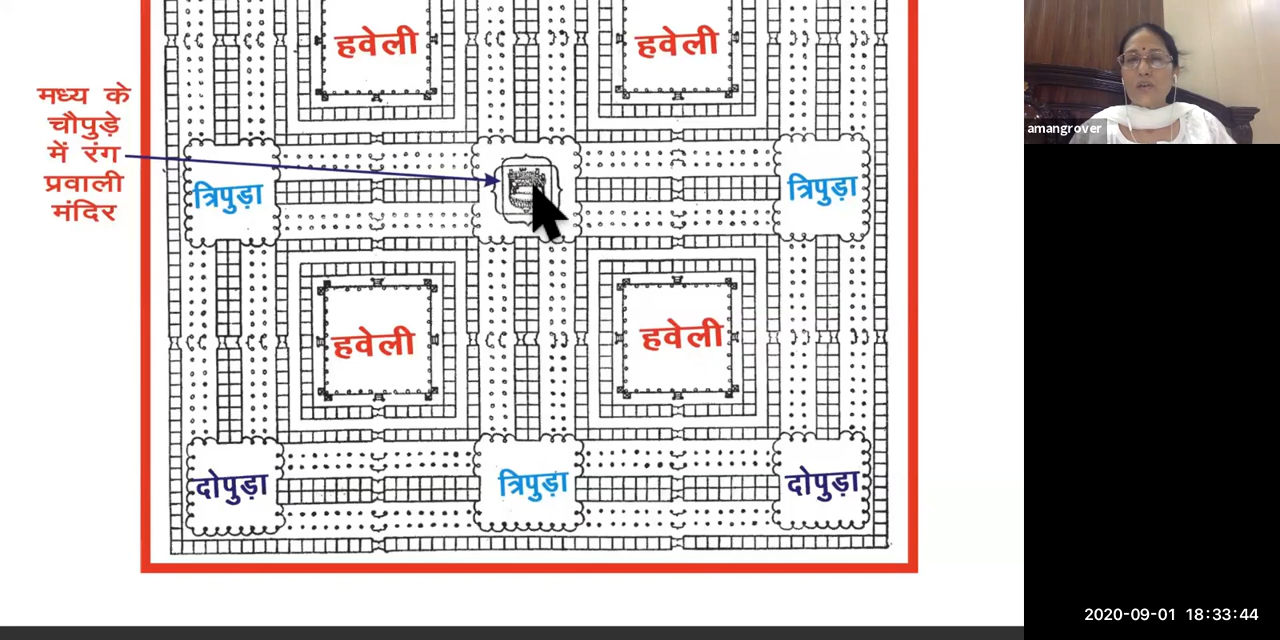 हवेली
हवेली
मध्य के
चौपुड़े
में रंग
प्रवाली
मंदिर
त्रिपुड़ा
त्रिपुड़ा
हवेली
हवेली
दोपुड़ा
त्रिपुड़ा
दोपुड़ा
amangrover
2020-09-01 18:33:44